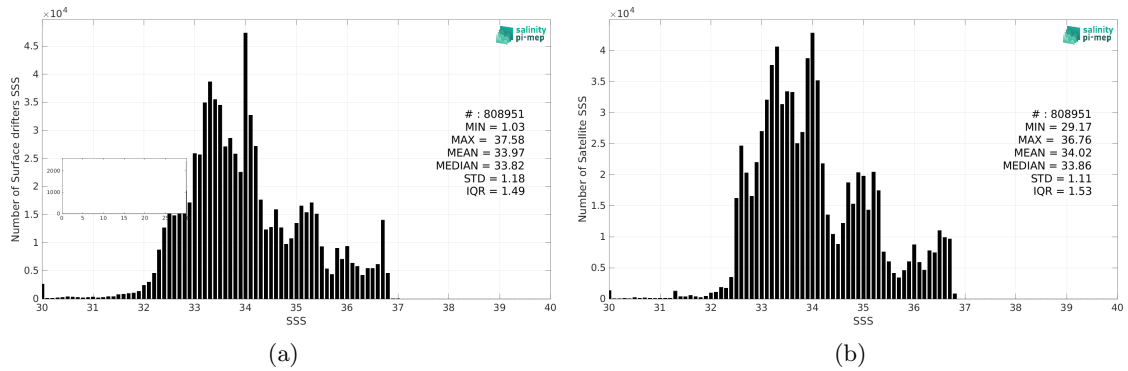 ×10⁴
4.5
4
3.5
3
2.5
2
1.5
1
0.5
0
Number of Surface drifters SSS
2000
1000
0
0 5 10 15 20 25
30 31 32 33 34 35 36 37 38 39 40
SSS
salinity
pi-mep
# : 808951
MIN = 1.03
MAX = 37.58
MEAN = 33.97
MEDIAN = 33.82
STD = 1.18
IQR = 1.49
(a)
×10⁴
4
3.5
3
2.5
2
1.5
1
0.5
0
Number of Satellite SSS
30 31 32 33 34 35 36 37 38 39 40
SSS
salinity
pi-mep
# : 808951
MIN = 29.17
MAX = 36.76
MEAN = 34.02
MEDIAN = 33.86
STD = 1.11
IQR = 1.53
(b)